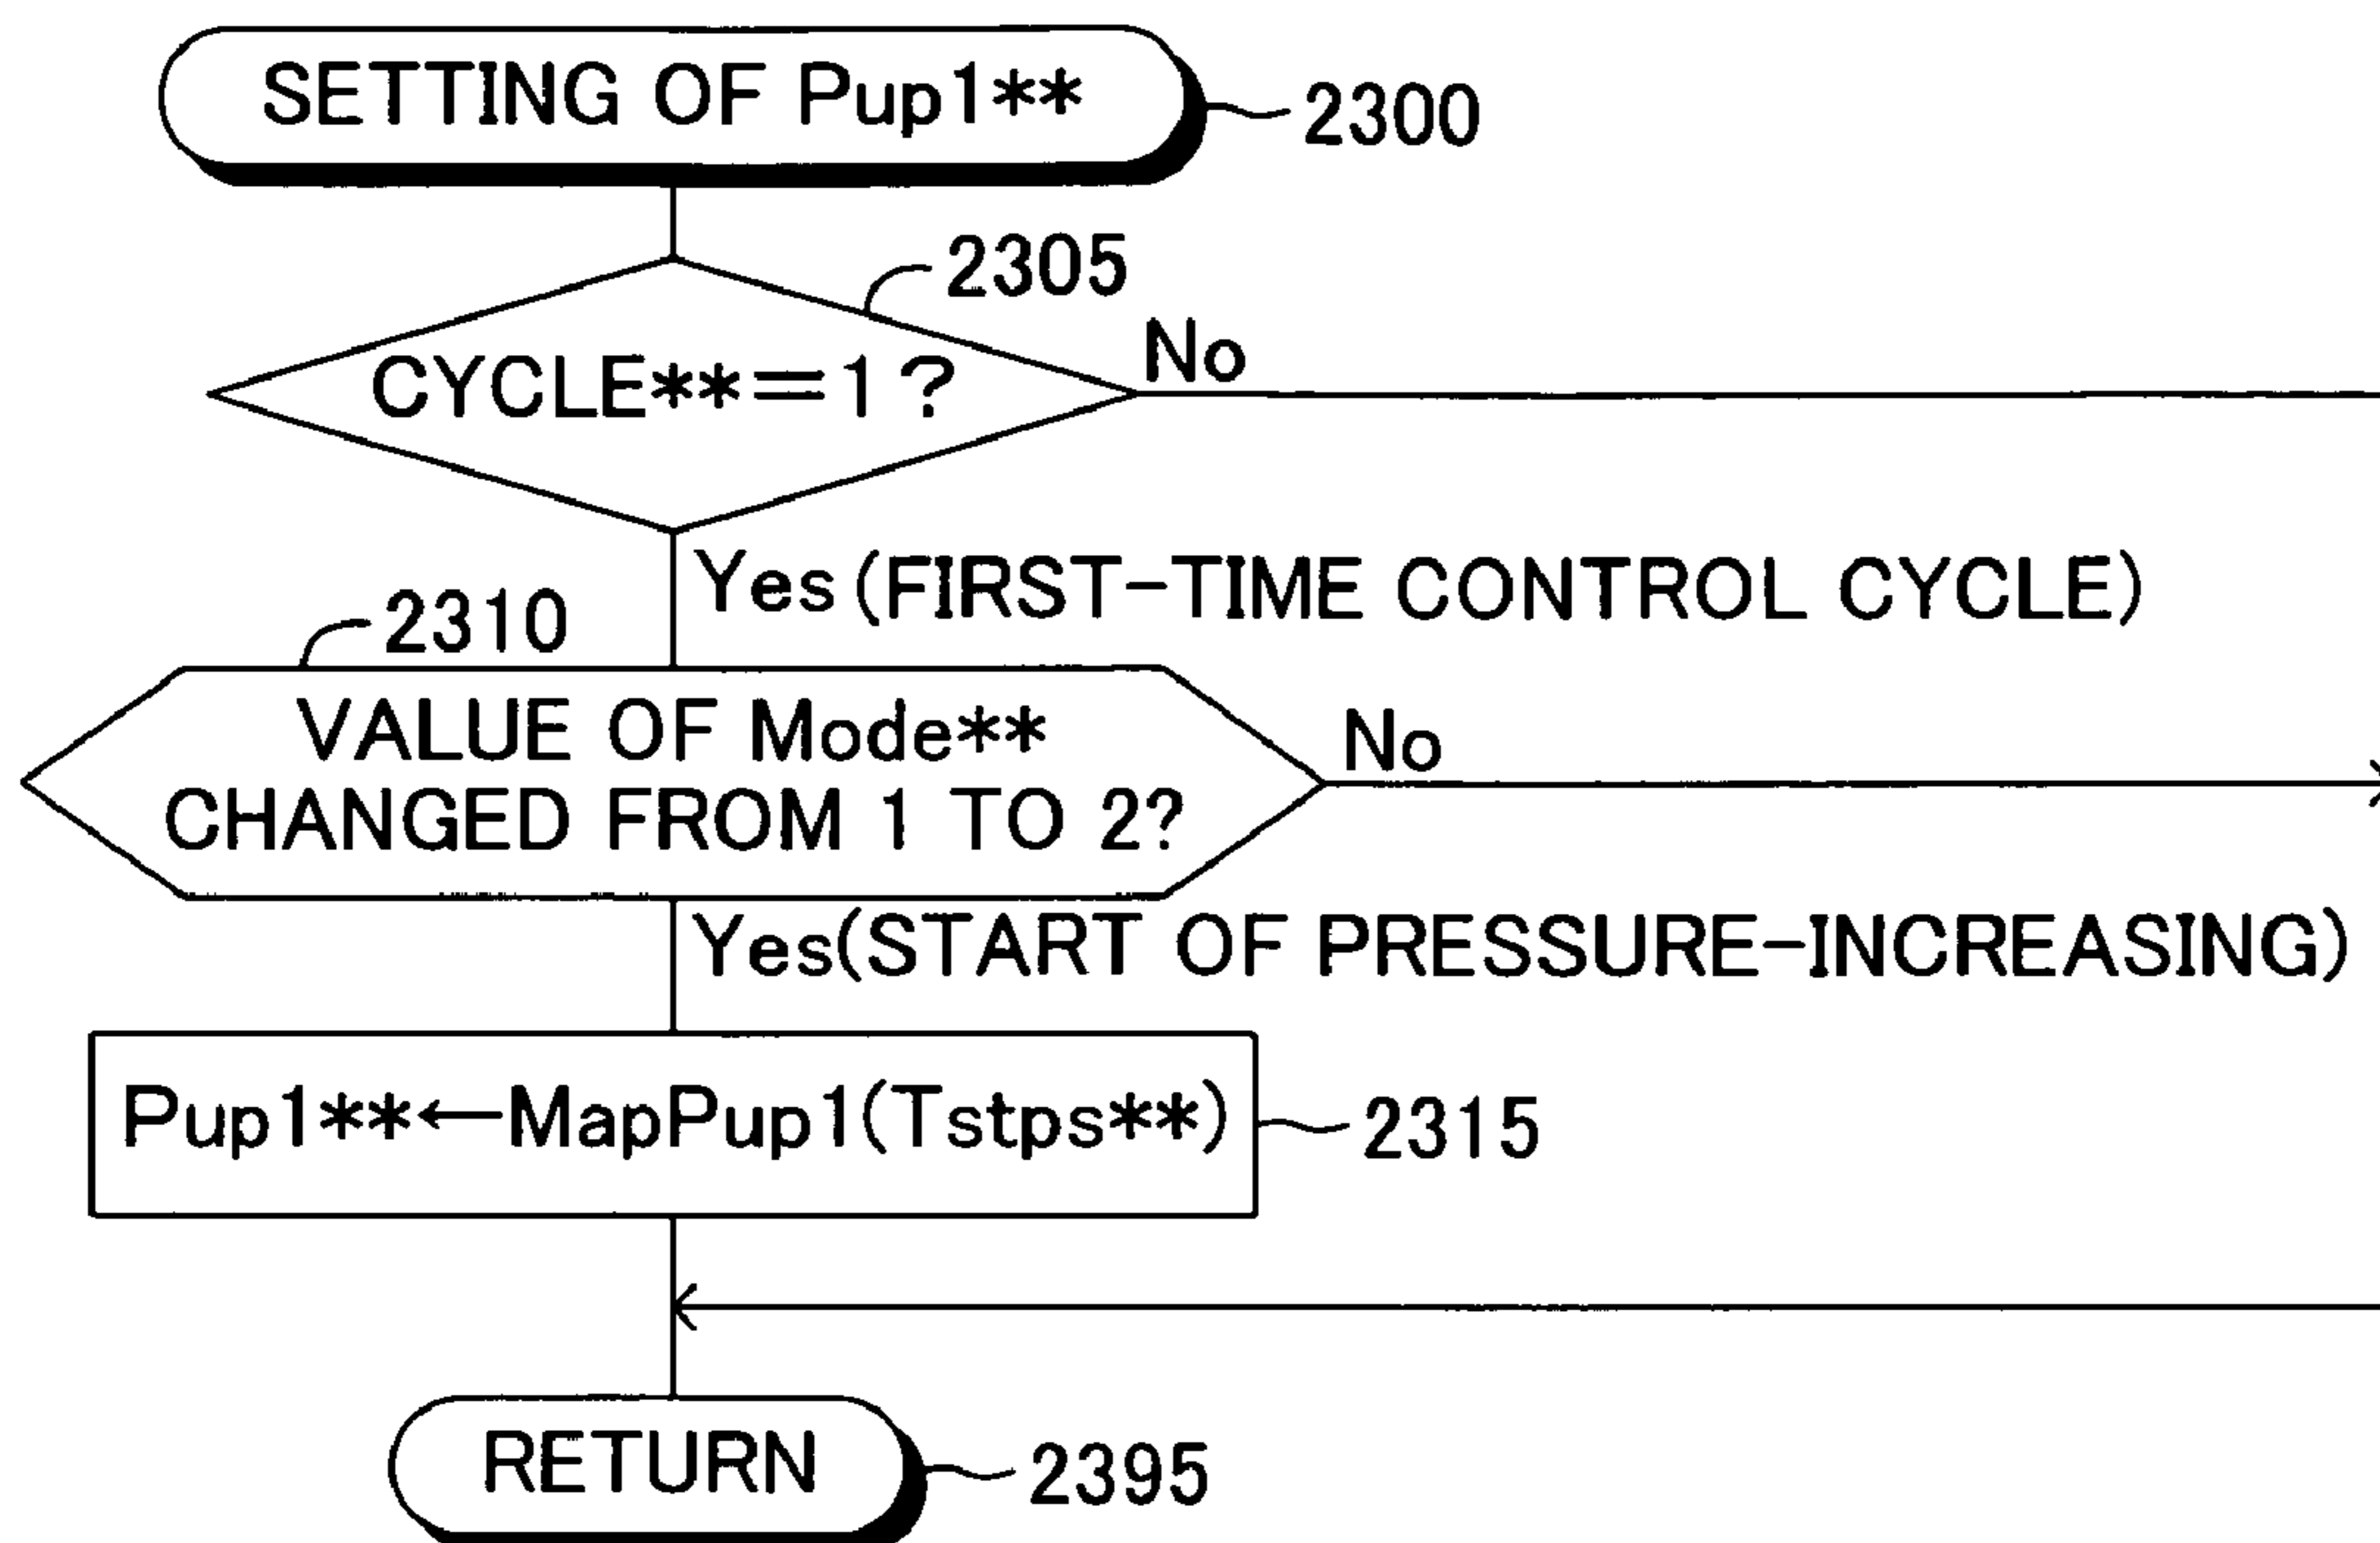 SETTING OF Pup1**
2300
2305
CYCLE**=1?
No
Yes(FIRST-TIME CONTROL CYCLE)
2310
VALUE OF Mode**
CHANGED FROM 1 TO 2?
No
Yes(START OF PRESSURE-INCREASING)
Pup1**←MapPup1(Tstps**)
2315
RETURN
2395